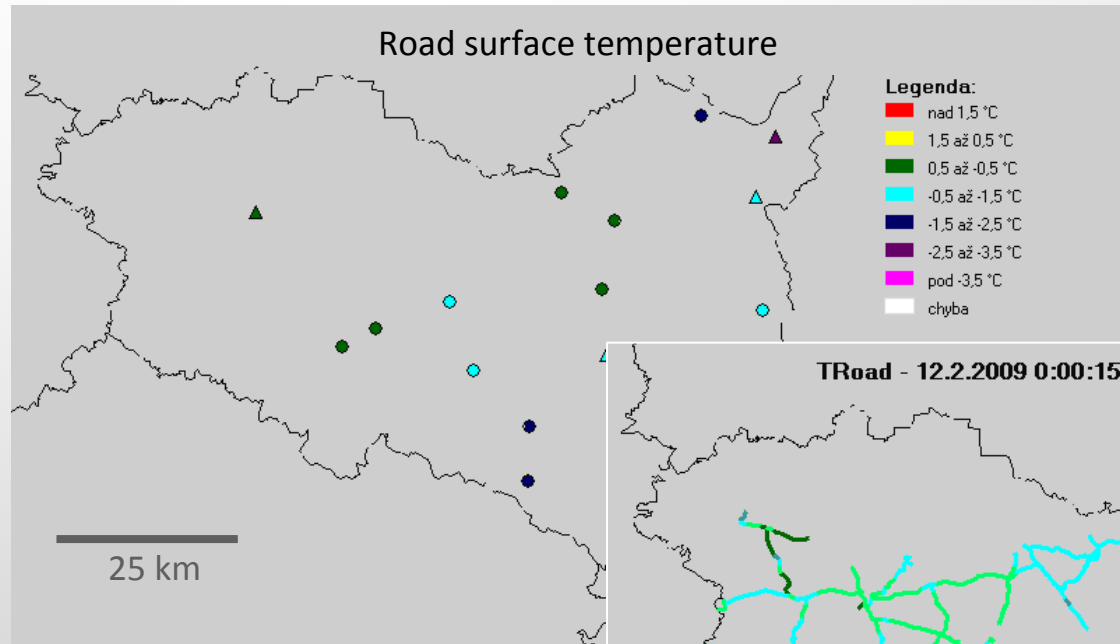 Road surface temperature
Legenda:
nad 1,5 °C
1,5 až 0,5 °C
0,5 až -0,5 °C
-0,5 až -1,5 °C
-1,5 až -2,5 °C
-2,5 až -3,5 °C
pod -3,5 °C
chyba
TRoad - 12.2.2009 0:00:15
25 km